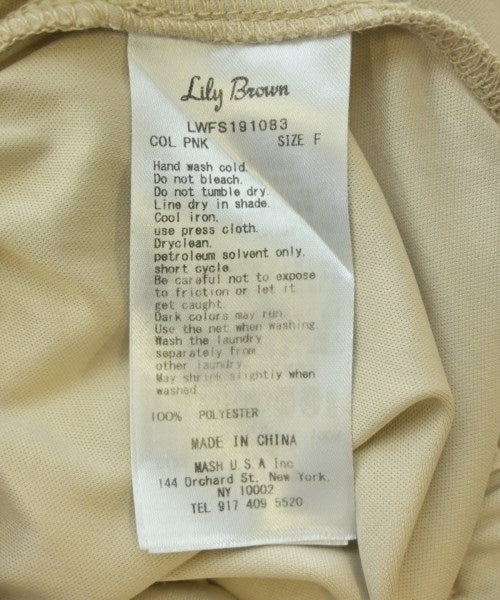 Lily Brown
LWFS191083
COL PNK SIZE F
Hand wash cold.
Do not bleach.
Do not tumble dry.
Line dry in shade.
Cool iron.
use press cloth.
Dryclean.
petroleum solvent only,
short cycle
Be careful not to expose
to friction or let it
get caught.
Dark colors may run.
Use the net when washing.
Wash the laundry
separately from
other laundry
May shrink slightly when
washed.
100% POLYESTER
MADE IN CHINA
MASH U.S.A Inc
144 Orchard St. New York.
NY 10002
TEL 917 409 5520